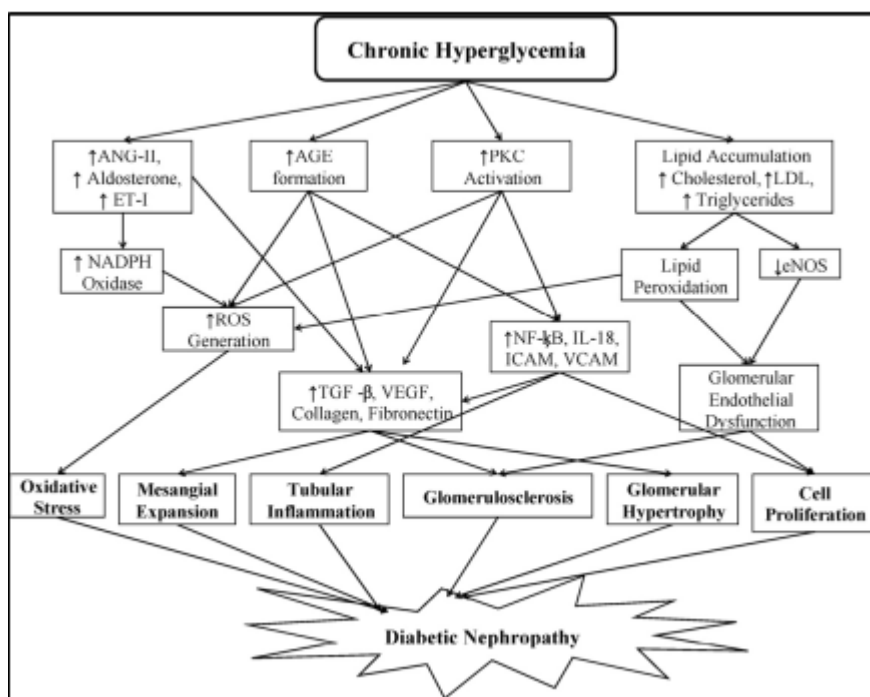 Chronic Hyperglycemia
↑ANG-II,
↑ Aldosterone,
↑ ET-I
↑AGE
formation
↑PKC
Activation
Lipid Accumulation
↑ Cholesterol, ↑LDL,
↑ Triglycerides
↑ NADPH
Oxidase
Lipid
Peroxidation
↓eNOS
↑ROS
Generation
↑NF-kB, IL-18,
ICAM, VCAM
↑TGF -β, VEGF,
Collagen, Fibronectin
Glomerular
Endothelial
Dysfunction
Oxidative
Stress
Mesangial
Expansion
Tubular
Inflammation
Glomerulosclerosis
Glomerular
Hypertrophy
Cell
Proliferation
Diabetic Nephropathy